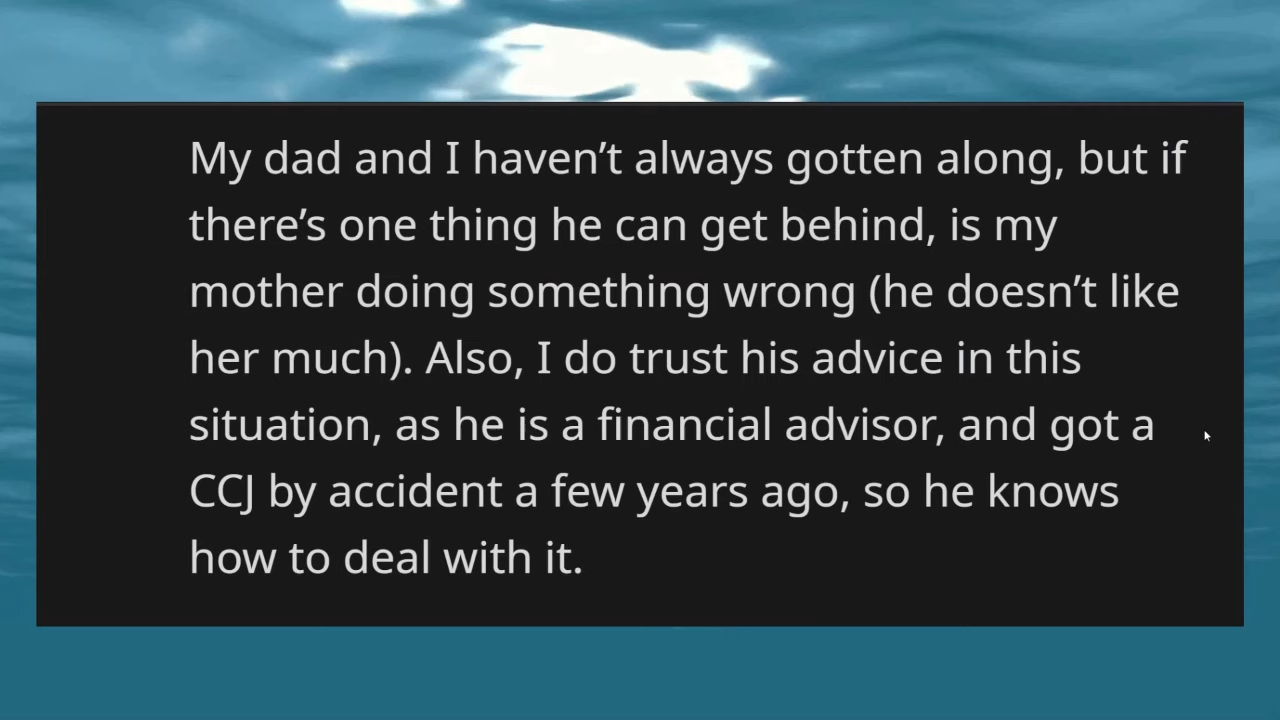 My dad and I haven’t always gotten along, but if
there’s one thing he can get behind, is my
mother doing something wrong (he doesn’t like
her much). Also, I do trust his advice in this
situation, as he is a financial advisor, and got a
CCJ by accident a few years ago, so he knows
how to deal with it.